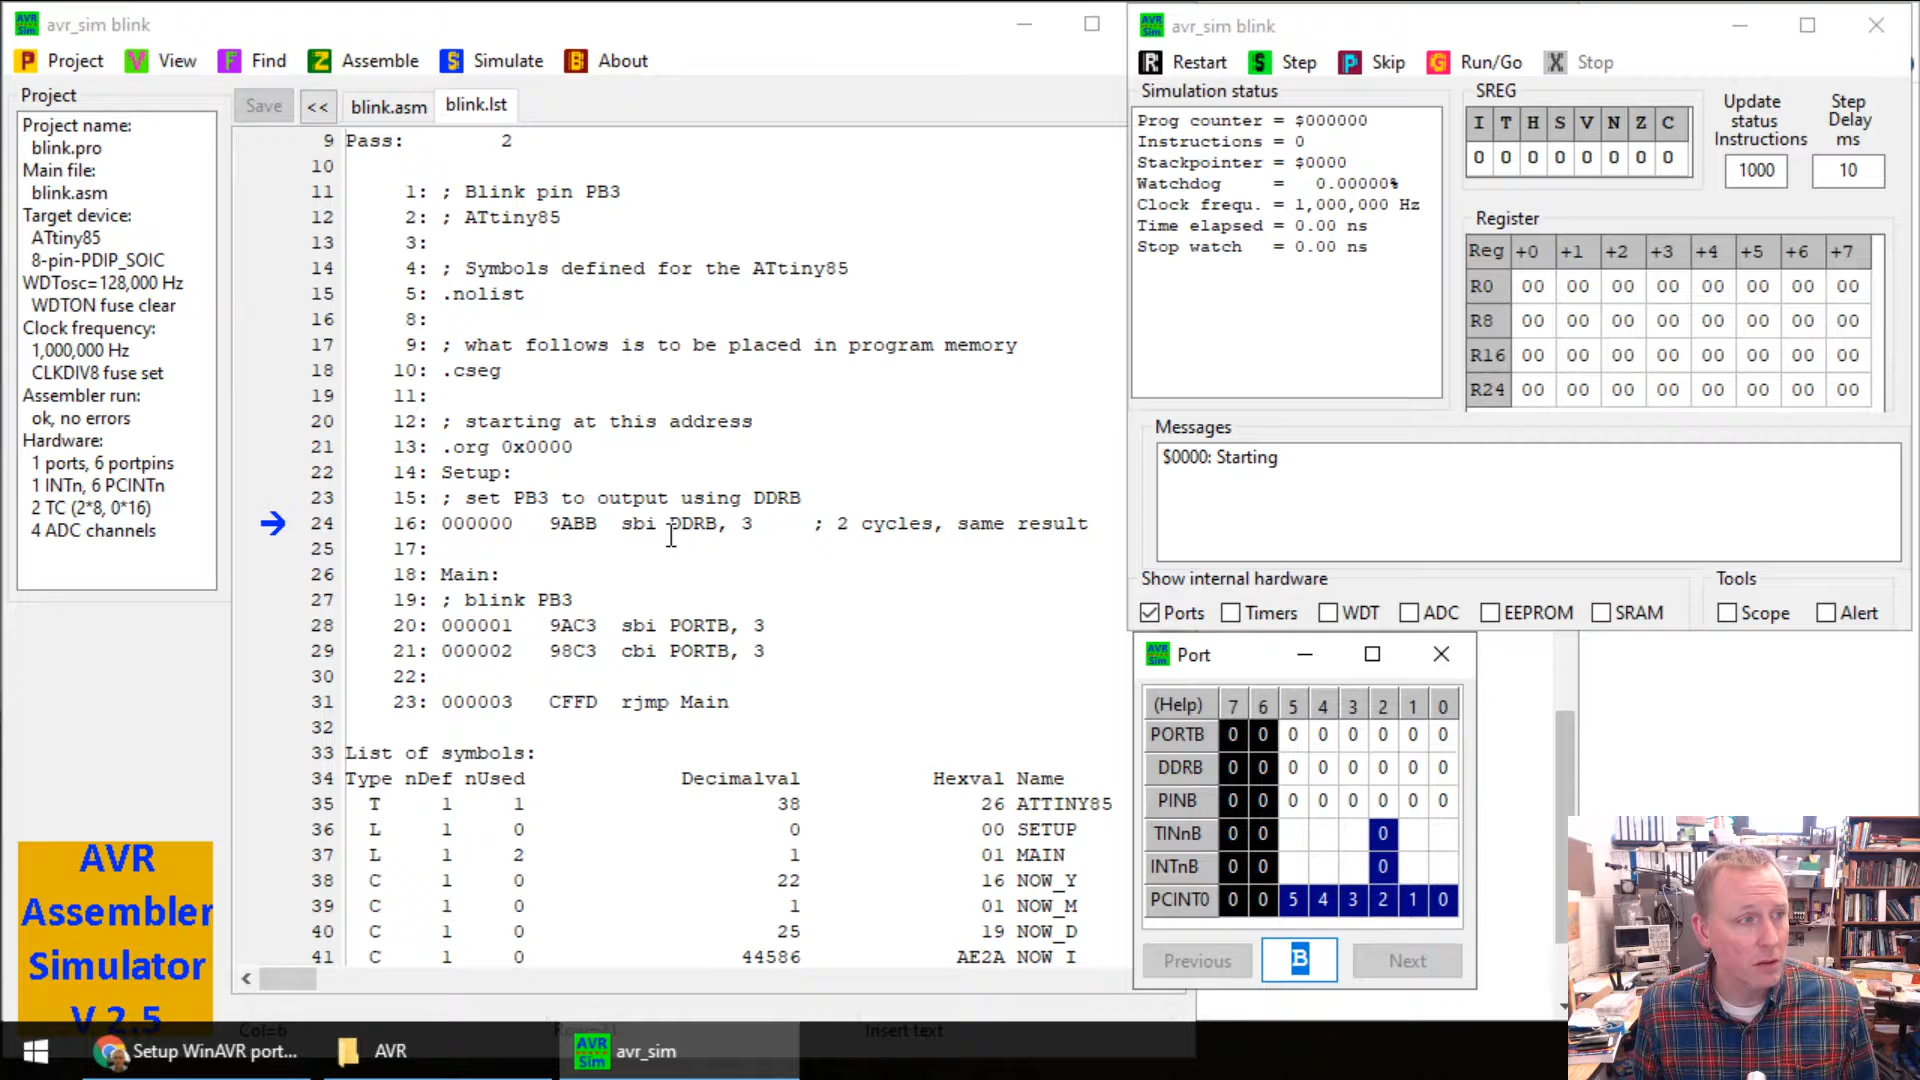 avr_sim blink
Project View Find Assemble Simulate About
Project
Project name:
blink.pro
Main file:
blink.asm
Target device:
ATtiny85
8-pin-PDIP_SOIC
WDTosc=128,000 Hz
WDTON fuse clear
Clock frequency:
1,000,000 Hz
CLKDIV8 fuse set
Assembler run:
ok, no errors
Hardware:
1 ports, 6 portpins
1 INTn, 6 PCINTn
2 TC (2*8, 0*16)
4 ADC channels
AVR
Assembler
Simulator
V 2.5
Save << blink.asm blink.lst
9 Pass: 2
10
11 1: ; Blink pin PB3
12 2: ; ATtiny85
13 3:
14 4: ; Symbols defined for the ATtiny85
15 5: .nolist
16 8:
17 9: ; what follows is to be placed in program memory
18 10: .cseg
19 11:
20 12: ; starting at this address
21 13: .org 0x0000
22 14: Setup:
23 15: ; set PB3 to output using DDRB
24 16: 000000 9ABB sbi DDRB, 3 ; 2 cycles, same result
25 17:
26 18: Main:
27 19: ; blink PB3
28 20: 000001 9AC3 sbi PORTB, 3
29 21: 000002 98C3 cbi PORTB, 3
30 22:
31 23: 000003 CFFD rjmp Main
32
33 List of symbols:
34 Type nDef nUsed Decimalval Hexval Name
35 T 1 1 38 26 ATTINY85
36 L 1 0 0 00 SETUP
37 L 1 2 1 01 MAIN
38 C 1 0 22 16 NOW_Y
39 C 1 0 1 01 NOW_M
40 C 1 0 25 19 NOW_D
41 C 1 0 44586 AE2A NOW_I
Col=6 Insert text
avr_sim blink
Restart Step Skip Run/Go Stop
Simulation status
Prog counter = $000000
Instructions = 0
Stackpointer = $0000
Watchdog = 0.00000%
Clock frequ. = 1,000,000 Hz
Time elapsed = 0.00 ns
Stop watch = 0.00 ns
SREG
I T H S V N Z C
0 0 0 0 0 0 0 0
Update
status
Instructions
1000
Step
Delay
ms
10
Register
Reg +0 +1 +2 +3 +4 +5 +6 +7
R0 00 00 00 00 00 00 00 00
R8 00 00 00 00 00 00 00 00
R16 00 00 00 00 00 00 00 00
R24 00 00 00 00 00 00 00 00
Messages
$0000: Starting
Show internal hardware
Ports Timers WDT ADC EEPROM SRAM
Tools
Scope Alert
Port
(Help) 7 6 5 4 3 2 1 0
PORTB 0 0 0 0 0 0 0 0
DDRB 0 0 0 0 0 0 0 0
PINB 0 0 0 0 0 0 0 0
TINnB 0 0 0
INTnB 0 0 0
PCINT0 0 0 5 4 3 2 1 0
Previous B Next
Setup WinAVR port...
AVR
avr_sim